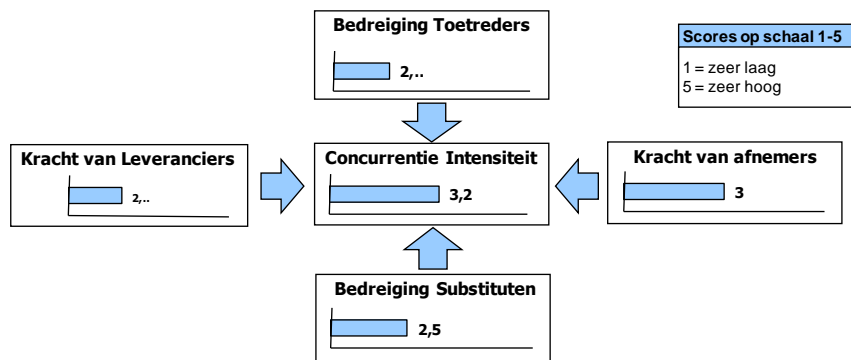 Bedreiging Toetreders
2,..
Scores op schaal 1-5
1 = zeer laag
5 = zeer hoog
Kracht van Leveranciers
2,..
Concurrentie Intensiteit
3,2
Kracht van afnemers
3
Bedreiging Substituten
2,5